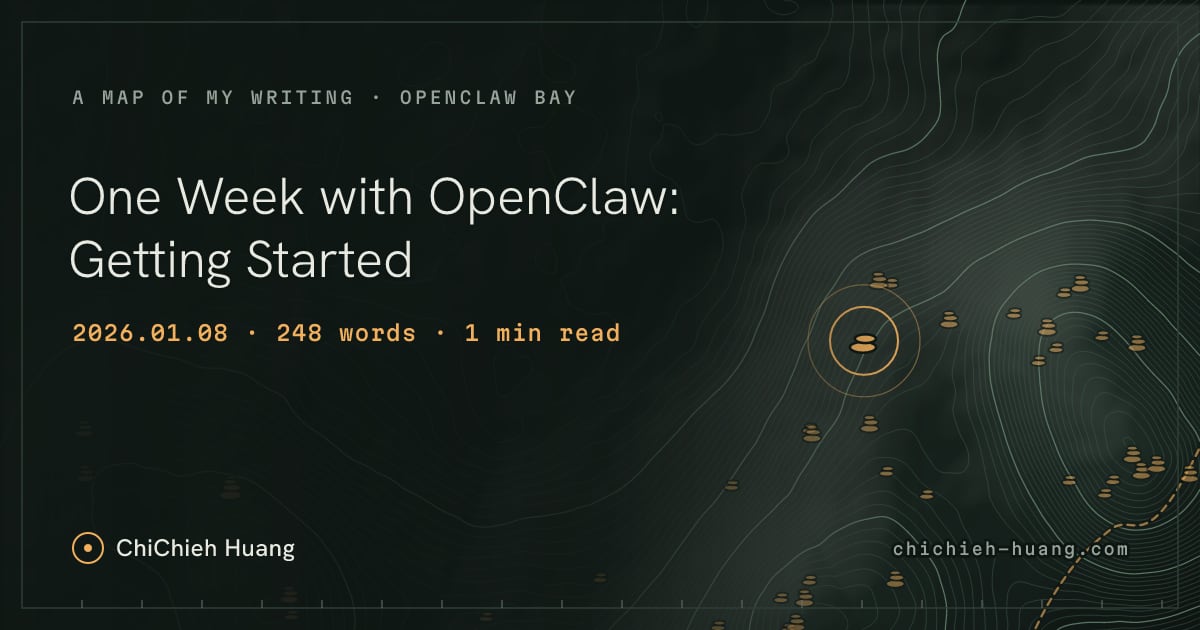 A MAP OF MY WRITING · OPENCLAW BAY
One Week with OpenClaw:
Getting Started
2026.01.08 · 248 words · 1 min read
ChiChieh Huang
chichieh-huang.com